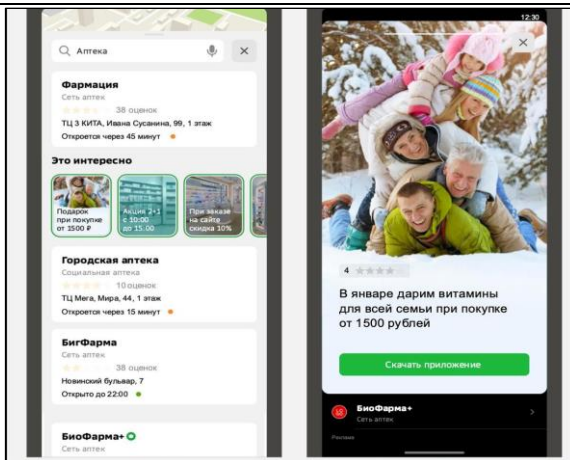 Аптека
Фармация
Сеть аптек
38 оценок
ТЦ 3 КИТА, Ивана Сусанина, 99, 1 этаж
Откроется через 45 минут
Это интересно
Подарок
при покупке
от 1500 ₽
Акция 2+1
с 10:00
до 15.00
При заказе
на сайте
скидка 10%
Городская аптека
Социальная аптека
10 оценок
ТЦ Мега, Мира, 44, 1 этаж
Откроется через 15 минут
БигФарма
Сеть аптек
38 оценок
Новинский бульвар, 7
Открыто до 22:00
БиоФарма+
Сеть аптек
12:30
4
В январе дарим витамины
для всей семьи при покупке
от 1500 рублей
Скачать приложение
БиоФарма+
Сеть аптек
Реклама